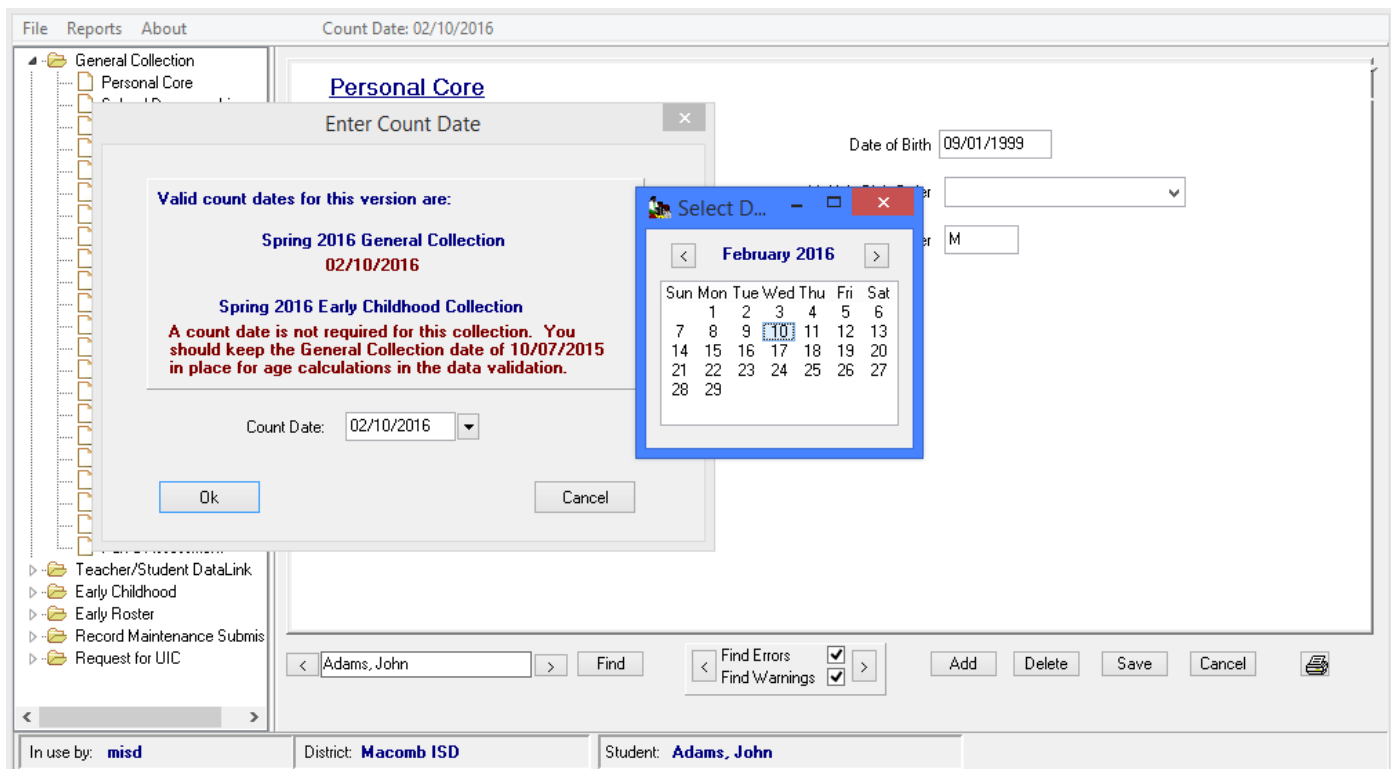 File Reports About Count Date: 02/10/2016
General Collection
Personal Core
Personal Core
Enter Count Date
Date of Birth 09/01/1999
Valid count dates for this version are:
Spring 2016 General Collection
02/10/2016
Spring 2016 Early Childhood Collection
A count date is not required for this collection. You
should keep the General Collection date of 10/07/2015
in place for age calculations in the data validation.
Count Date: 02/10/2016
Ok Cancel
Select D...
February 2016
Sun Mon Tue Wed Thu Fri Sat
1 2 3 4 5 6
7 8 9 10 11 12 13
14 15 16 17 18 19 20
21 22 23 24 25 26 27
28 29
M
Teacher/Student DataLink
Early Childhood
Early Roster
Record Maintenance Submis
Request for UIC
< Adams, John > Find
< Find Errors >
Find Warnings
Add Delete Save Cancel
In use by: misd District: Macomb ISD Student: Adams, John